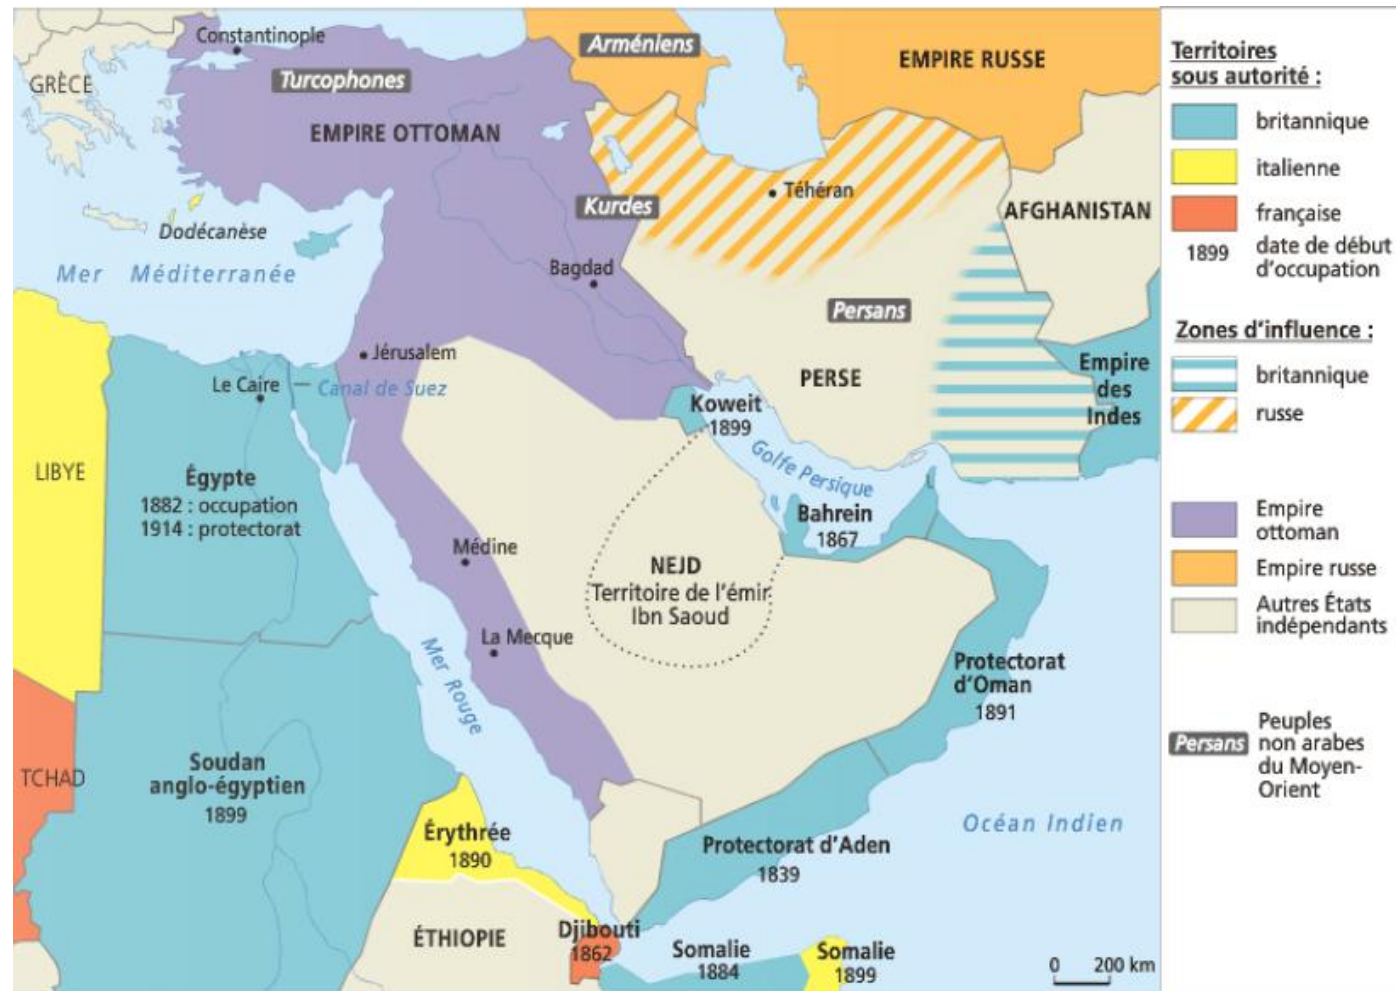 Constantinople
GRÈCE
Turcophones
EMPIRE OTTOMAN
Arméniens
EMPIRE RUSSE
Téhéran
Kurdes
AFGHANISTAN
Dodécanèse
Mer Méditerranée
Bagdad
Persans
Jérusalem
PERSE
Empire
des
Indes
Le Caire
Canal de Suez
Koweit
1899
Golfe Persique
LIBYE
Égypte
1882 : occupation
1914 : protectorat
Bahrein
1867
Médine
NEJD
Territoire de l'émir
Ibn Saoud
La Mecque
Mer Rouge
Protectorat
d'Oman
1891
TCHAD
Soudan
anglo-égyptien
1899
Érythrée
1890
Protectorat d'Aden
1839
Océan Indien
ÉTHIOPIE
Djibouti
1862
Somalie
1884
Somalie
1899
0 200 km
Territoires
sous autorité :
britannique
italienne
française
1899 date de début
d'occupation
Zones d'influence :
britannique
russe
Empire
ottoman
Empire russe
Autres États
indépendants
Persans
Peuples
non arabes
du Moyen-
Orient